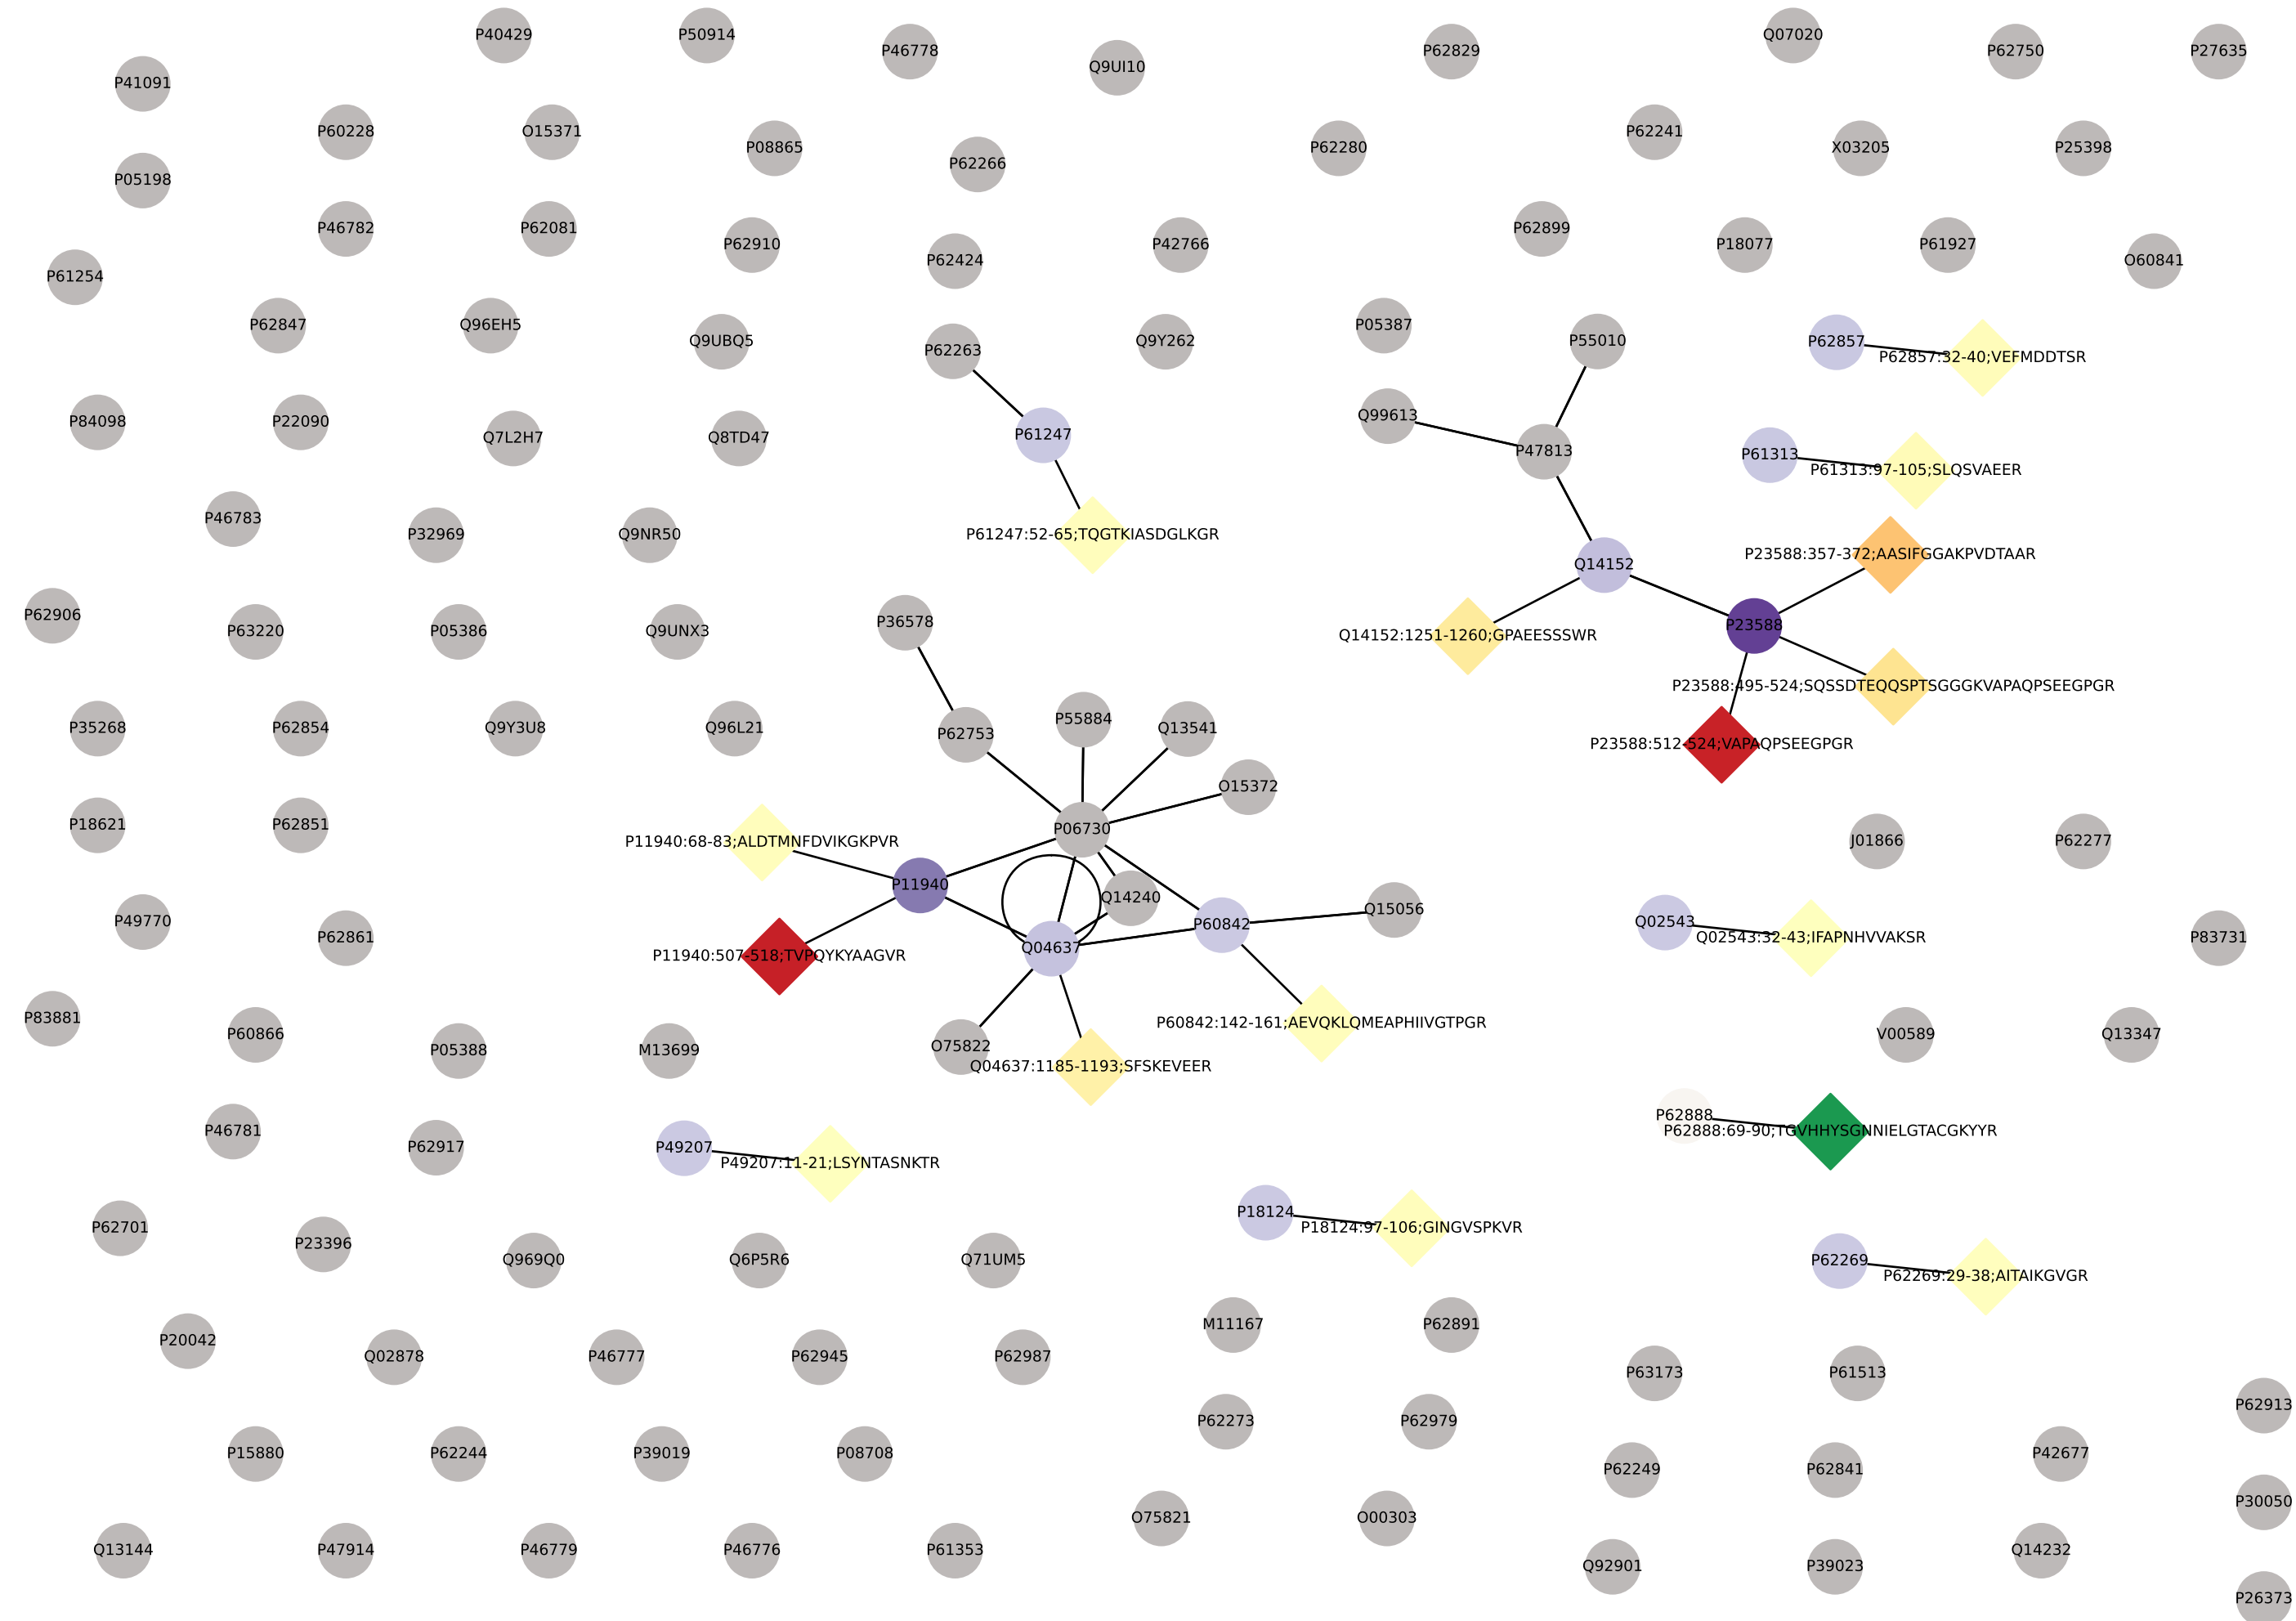 P40429
P50914
P46778
Q9UI10
P62829
Q07020
P62750
P27635
P41091
P60228
O15371
P08865
P62266
P62280
P62241
X03205
P25398
P05198
P46782
P62081
P62910
P62424
P42766
P62899
P18077
P61927
O60841
P61254
P62847
Q96EH5
Q9UBQ5
P62263
Q9Y262
P05387
P55010
P62857
P62857:32-40;VEFMDDTSR
P84098
P22090
Q7L2H7
Q8TD47
P61247
Q99613
P47813
P61313
P61313:97-105;SLQSVAEER
P46783
P32969
Q9NR50
P61247:52-65;TQGTKIASDGLKGR
Q14152
P23588:357-372;AASIFGGAKPVDTAAR
P62906
P63220
P05386
Q9UNX3
P36578
Q14152:1251-1260;GPAEESSSWR
P23588
P23588:495-524;SQSSDTEQQSPTSGGGKVAPAQPSEEGPGR
P35268
P62854
Q9Y3U8
Q96L21
P62753
P55884
Q13541
P23588:512-524;VAPAQPSEEGPGR
O15372
P18621
P62851
P11940:68-83;ALDTMNFDVIKGKPVR
P06730
J01866
P62277
P11940
Q14240
P49770
P62861
P60842
Q15056
Q02543
Q02543:32-43;IFAPNHVVAKSR
P83731
P11940:507-518;TVPQYKYAAGVR
Q04637
P83881
P60866
P05388
M13699
O75822
Q04637:1185-1193;SFSKEVEER
P60842:142-161;AEVQKLQMEAPHIIVGTPGR
V00589
Q13347
P46781
P62917
P49207
P49207:11-21;LSYNTASNKTR
P62888
P62888:69-90;TGVHHYSGNNIELGTACGKYYR
P62701
P23396
Q969Q0
Q6P5R6
Q71UM5
P18124
P18124:97-106;GINGVSPKVR
P62269
P62269:29-38;AITAIKGVGR
P20042
Q02878
P46777
P62945
P62987
M11167
P62891
P63173
P61513
P62913
P15880
P62244
P39019
P08708
P62273
P62979
P62249
P62841
P42677
P30050
Q13144
P47914
P46779
P46776
P61353
O75821
O00303
Q92901
P39023
Q14232
P26373